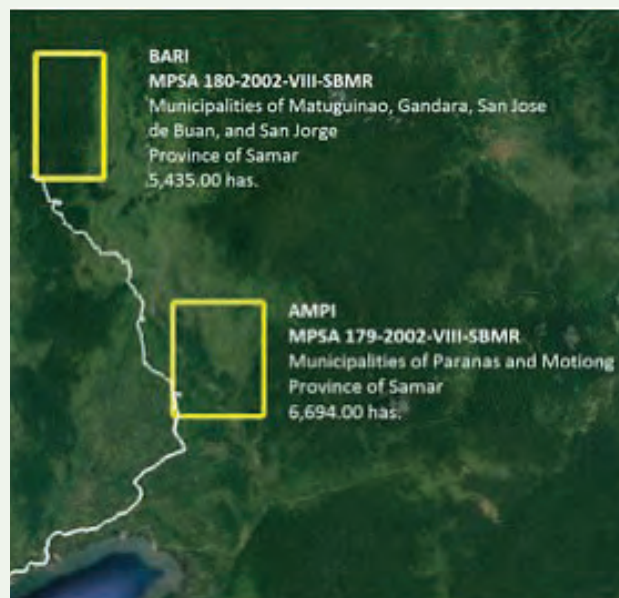 BARI
MPSA 180-2002-VIII-SBMR
Municipalities of Matuguinao, Gandara, San Jose
de Buan, and San Jorge
Province of Samar
5,435.00 has.
AMPI
MPSA 179-2002-VIII-SBMR
Municipalities of Paranas and Motiong
Province of Samar
6,694.00 has.